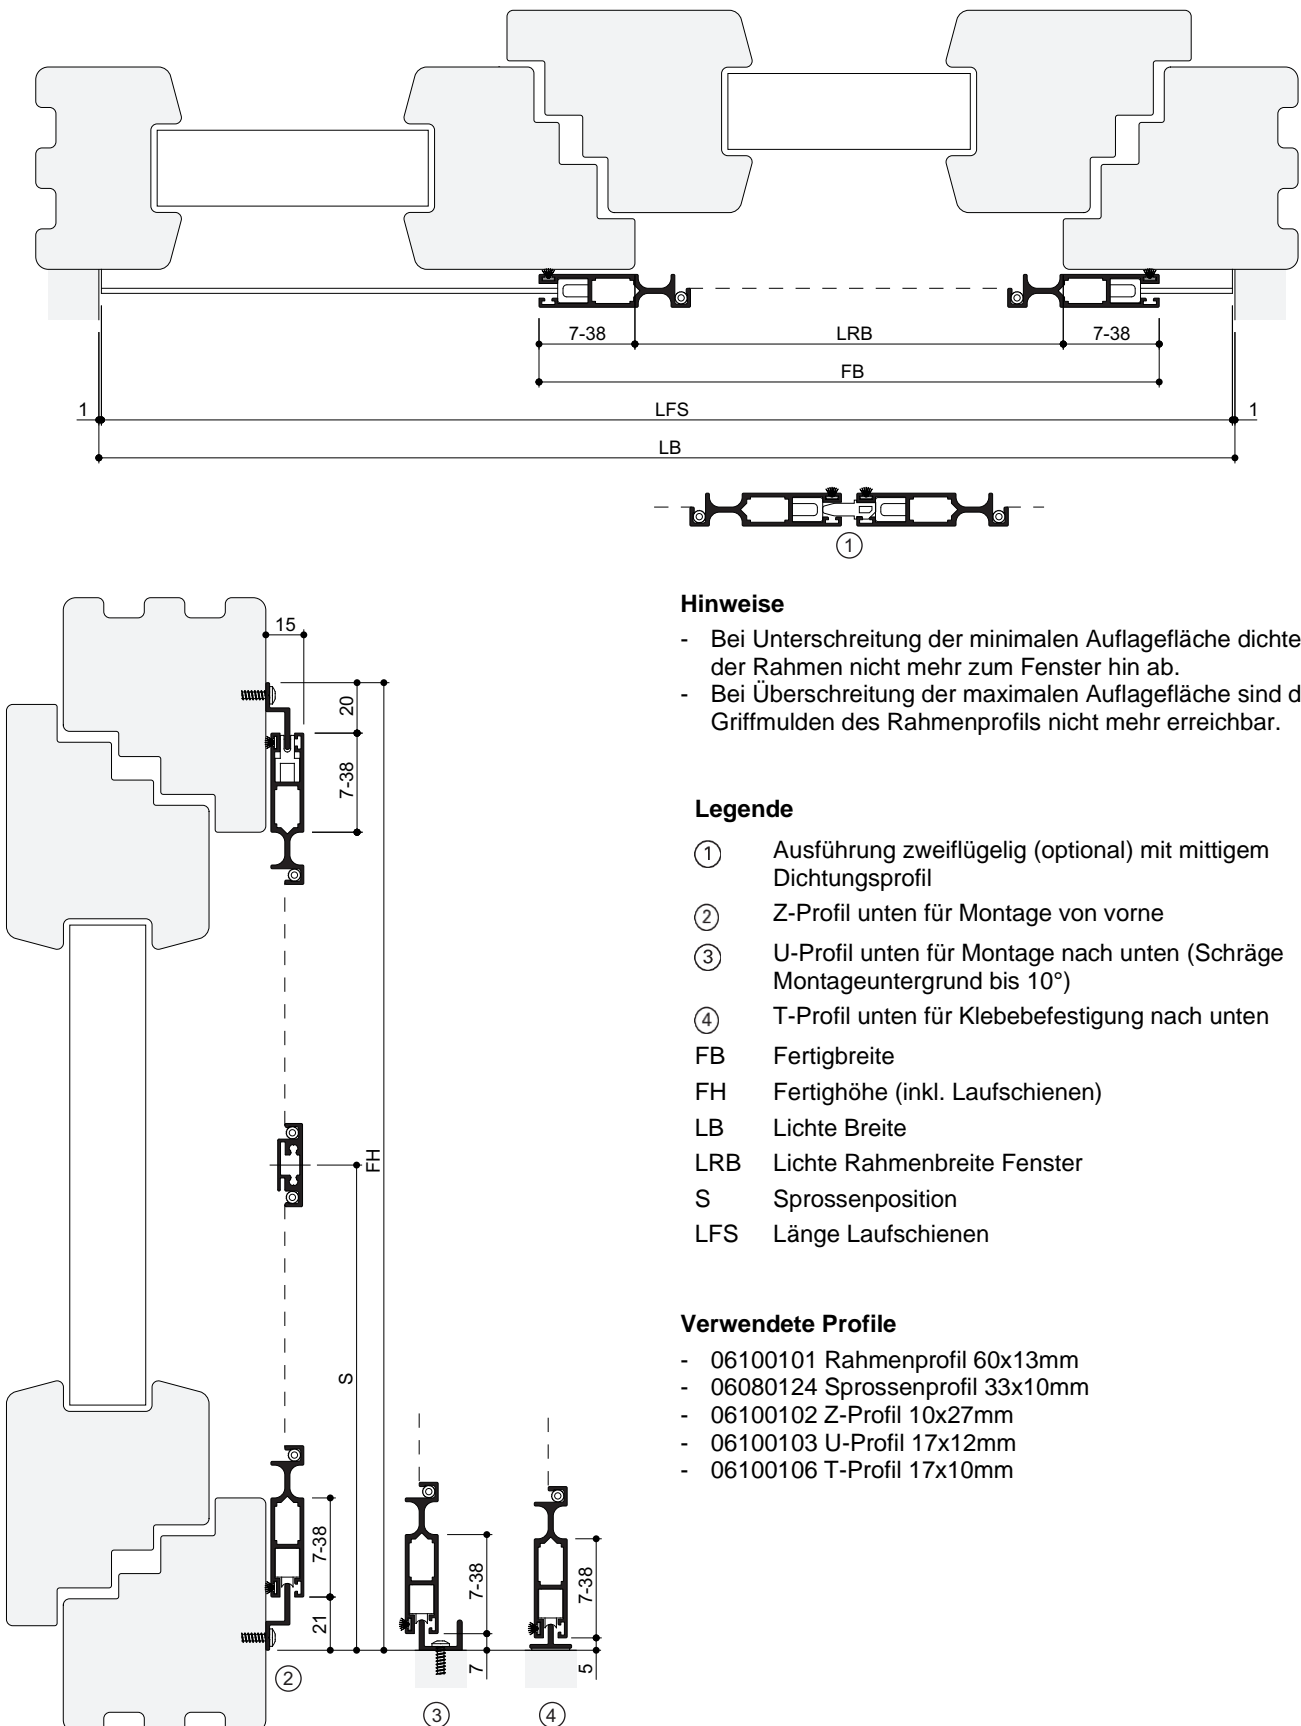 7-38
LRB
7-38
FB
1
LFS
1
LB
1
15
20
7-38
FH
S
7-38
21
2
7-38
7
3
7-38
5
4
Hinweise
- Bei Unterschreitung der minimalen Auflagefläche dichte
der Rahmen nicht mehr zum Fenster hin ab.
- Bei Überschreitung der maximalen Auflagefläche sind d
Griffmulden des Rahmenprofils nicht mehr erreichbar.
Legende
1 Ausführung zweiflügelig (optional) mit mittigem
Dichtungsprofil
2 Z-Profil unten für Montage von vorne
3 U-Profil unten für Montage nach unten (Schräge
Montageuntergrund bis 10°)
4 T-Profil unten für Klebebefestigung nach unten
FB Fertigbreite
FH Fertighöhe (inkl. Laufschienen)
LB Lichte Breite
LRB Lichte Rahmenbreite Fenster
S Sprossenposition
LFS Länge Laufschienen
Verwendete Profile
- 06100101 Rahmenprofil 60x13mm
- 06080124 Sprossenprofil 33x10mm
- 06100102 Z-Profil 10x27mm
- 06100103 U-Profil 17x12mm
- 06100106 T-Profil 17x10mm